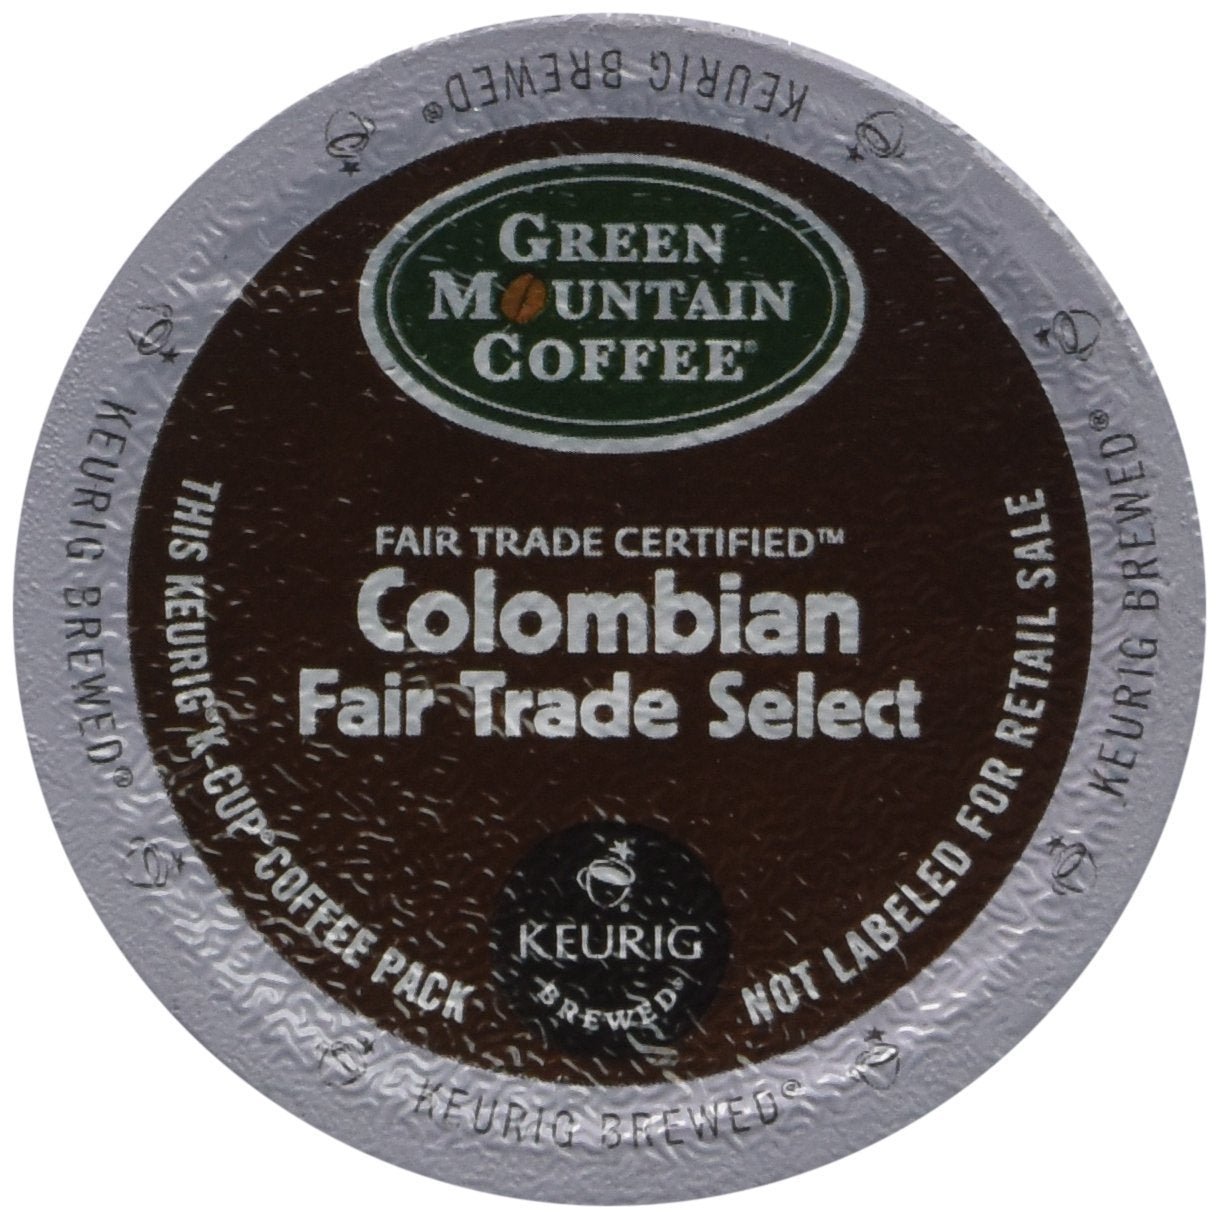 KEURIG BREWED®
GREEN
MOUNTAIN
COFFEE®
FAIR TRADE CERTIFIED™
Colombian
Fair Trade Select
THIS KEURIG® K-CUP® COFFEE PACK
NOT LABELED FOR RETAIL SALE
KEURIG
BREWED®
KEURIG BREWED®
KEURIG BREWED®
KEURIG BREWED®